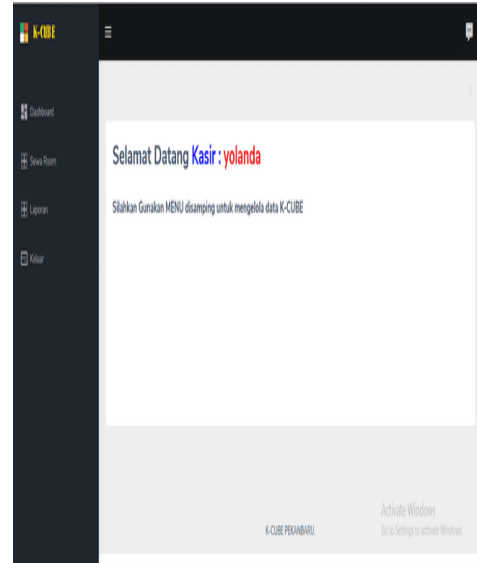 K-CUBE
Dashboard
Sewa Room
Laporan
Keluar
Selamat Datang Kasir : yolanda
Silahkan Gunakan MENU disamping untuk mengelola data K-CUBE
K-CUBE PEKANBARU
Activate Windows
Go to Settings to activate Windows.